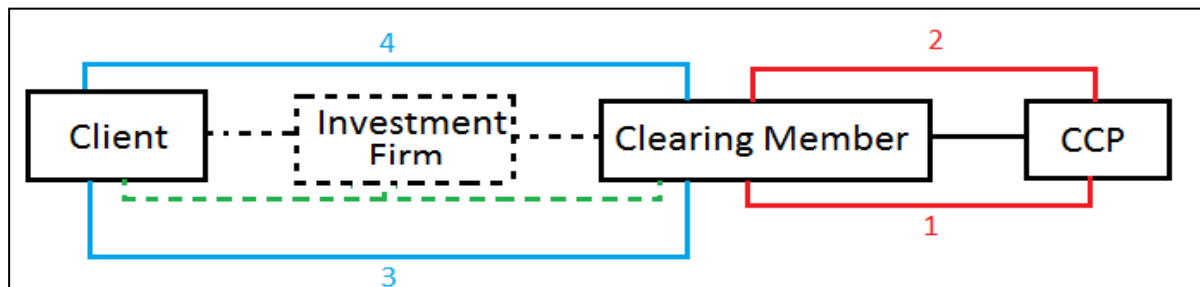 4
2
Client
Investment
Firm
Clearing Member
CCP
1
3